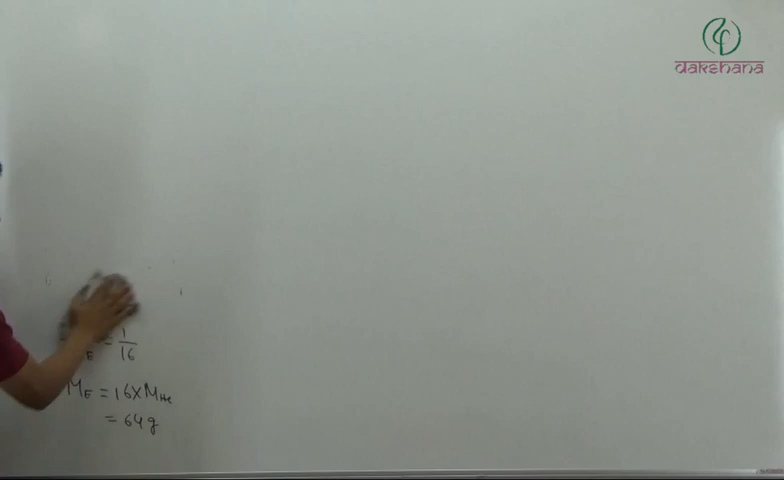 dakshana
E = 1/16
M_E = 16 X M_He
= 64 g